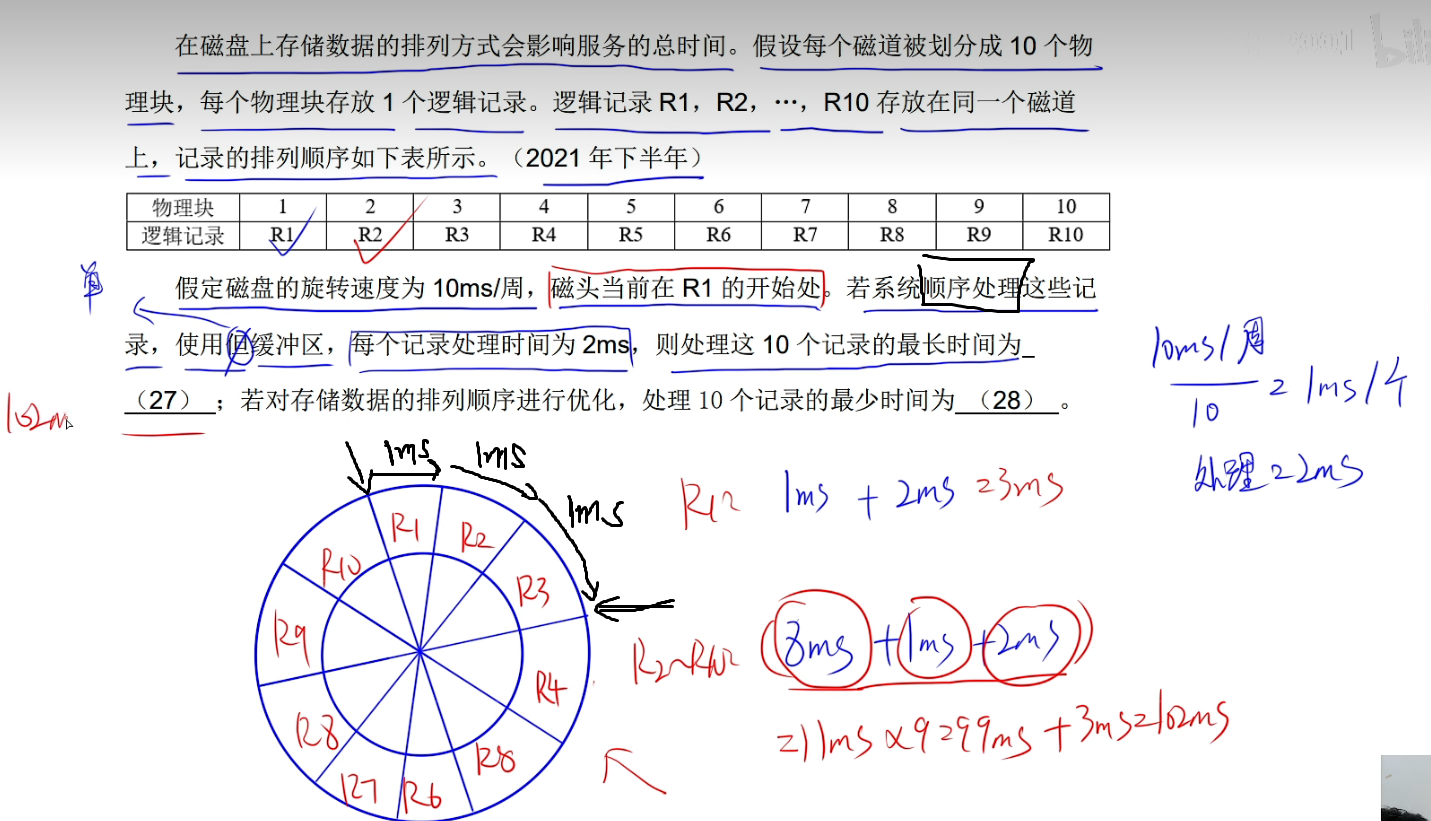 在磁盘上存储数据的排列方式会影响服务的总时间。假设每个磁道被划分成 10 个物
理块，每个物理块存放 1 个逻辑记录。逻辑记录 R1，R2，…，R10 存放在同一个磁道
上，记录的排列顺序如下表所示。（2021 年下半年）
物理块 1 2 3 4 5 6 7 8 9 10
逻辑记录 R1 R2 R3 R4 R5 R6 R7 R8 R9 R10
单
假定磁盘的旋转速度为 10ms/周，磁头当前在 R1 的开始处。若系统顺序处理这些记
录，使用但缓冲区，每个记录处理时间为 2ms，则处理这 10 个记录的最长时间为
（27）；若对存储数据的排列顺序进行优化，处理 10 个记录的最少时间为（28）。
102m
10ms/周
10
= 1ms/个
处理=2ms
1ms 1ms
1ms
R1 R2
R10 R3
R9 R4
R8 R8
R7 R6
R1= 1ms + 2ms =3ms
R2~R10= (8ms+1ms+2ms)
=11ms×9=99ms+3ms=102ms